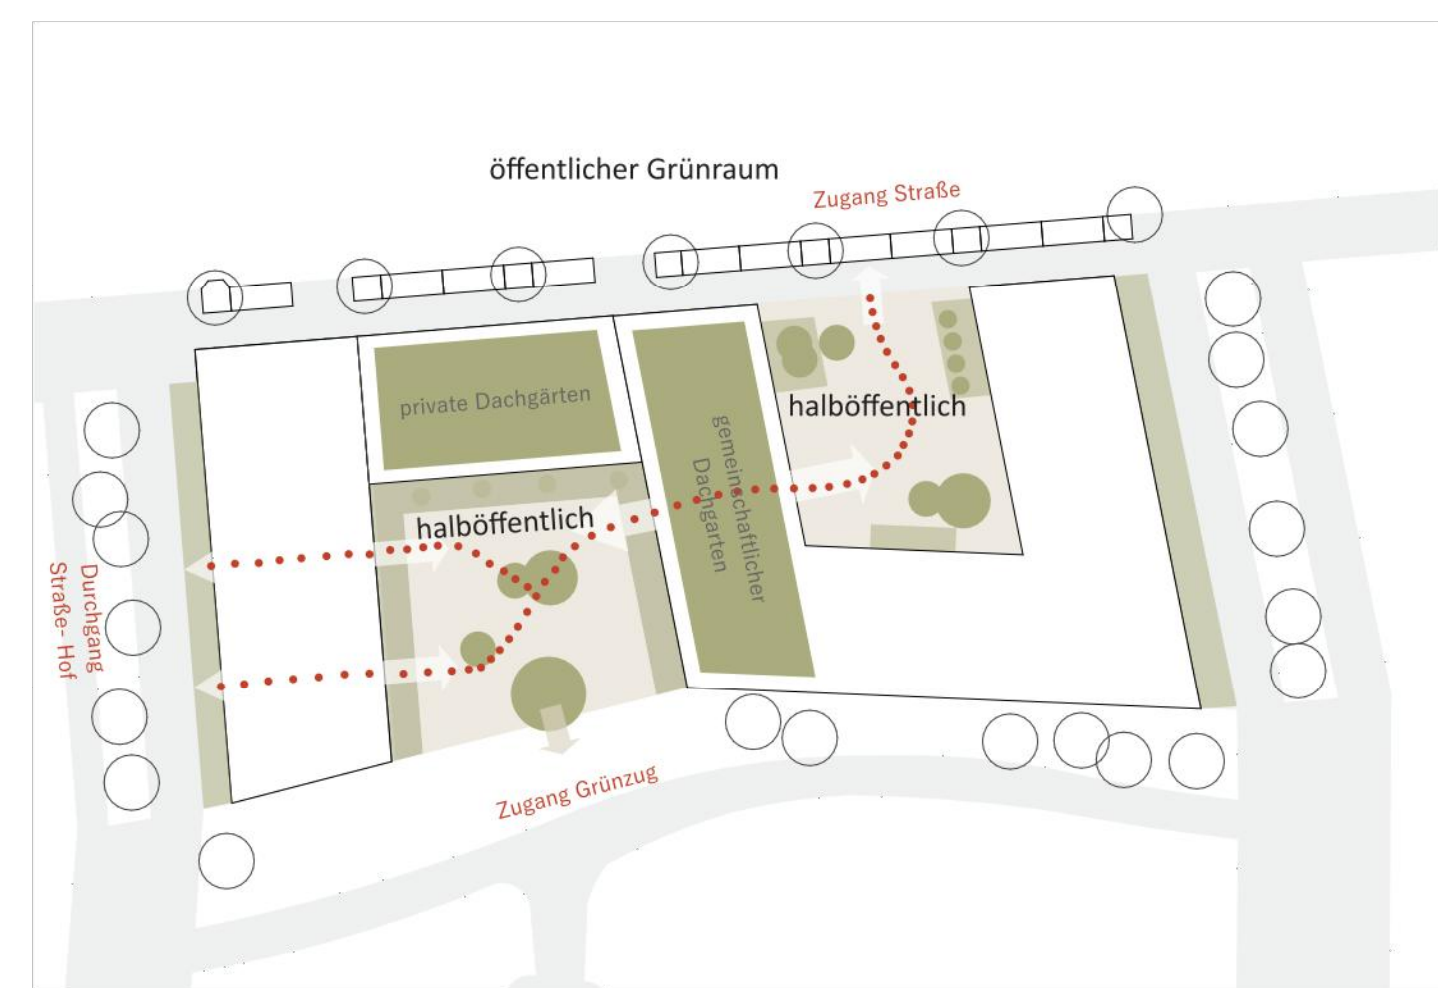 öffentlicher Grünraum
Zugang Straße
private Dachgärten
halböffentlich
gemeinschaftlicher
Dachgarten
halböffentlich
Durchgang
Straße- Hof
Zugang Grünzug